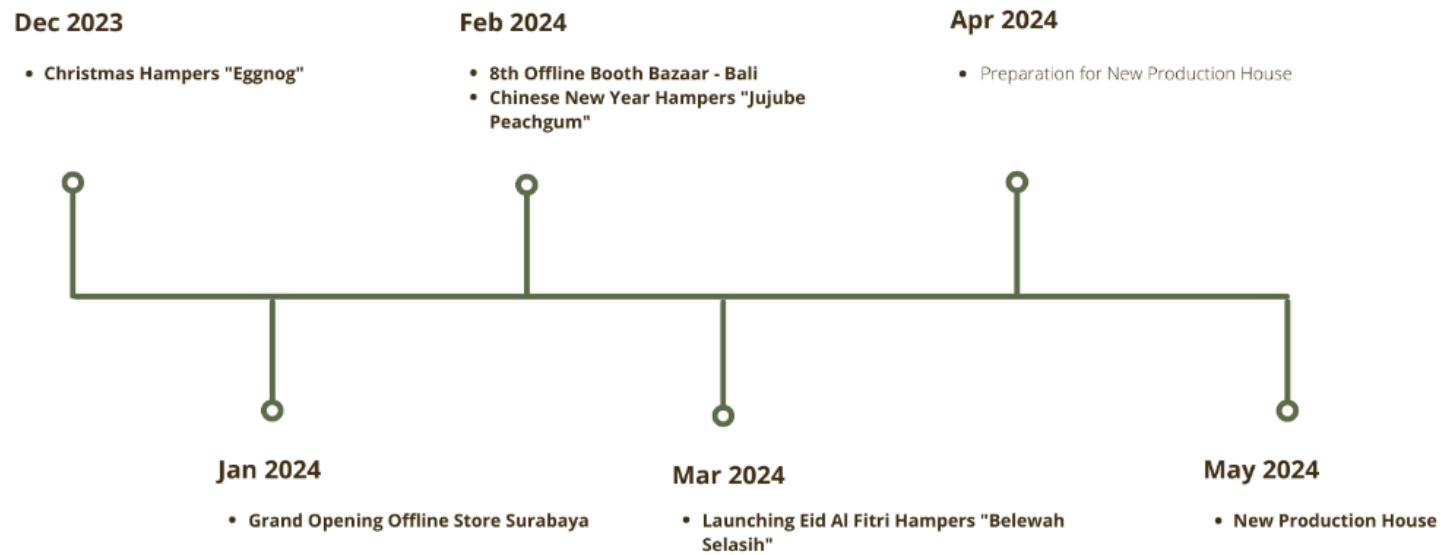 Dec 2023
• Christmas Hampers "Eggnog"
Feb 2024
• 8th Offline Booth Bazaar - Bali
• Chinese New Year Hampers "Jujube
Peachgum"
Apr 2024
• Preparation for New Production House
Jan 2024
• Grand Opening Offline Store Surabaya
Mar 2024
• Launching Eid Al Fitri Hampers "Belewah
Selasih"
May 2024
• New Production House